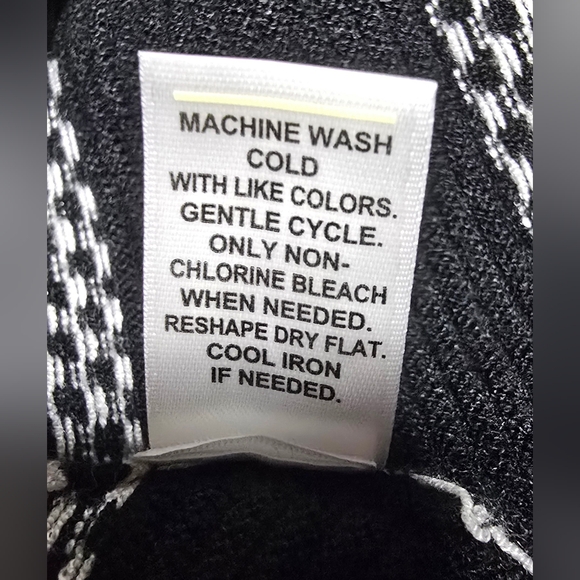 MACHINE WASH
COLD
WITH LIKE COLORS.
GENTLE CYCLE.
ONLY NON-
CHLORINE BLEACH
WHEN NEEDED.
RESHAPE DRY FLAT.
COOL IRON
IF NEEDED.